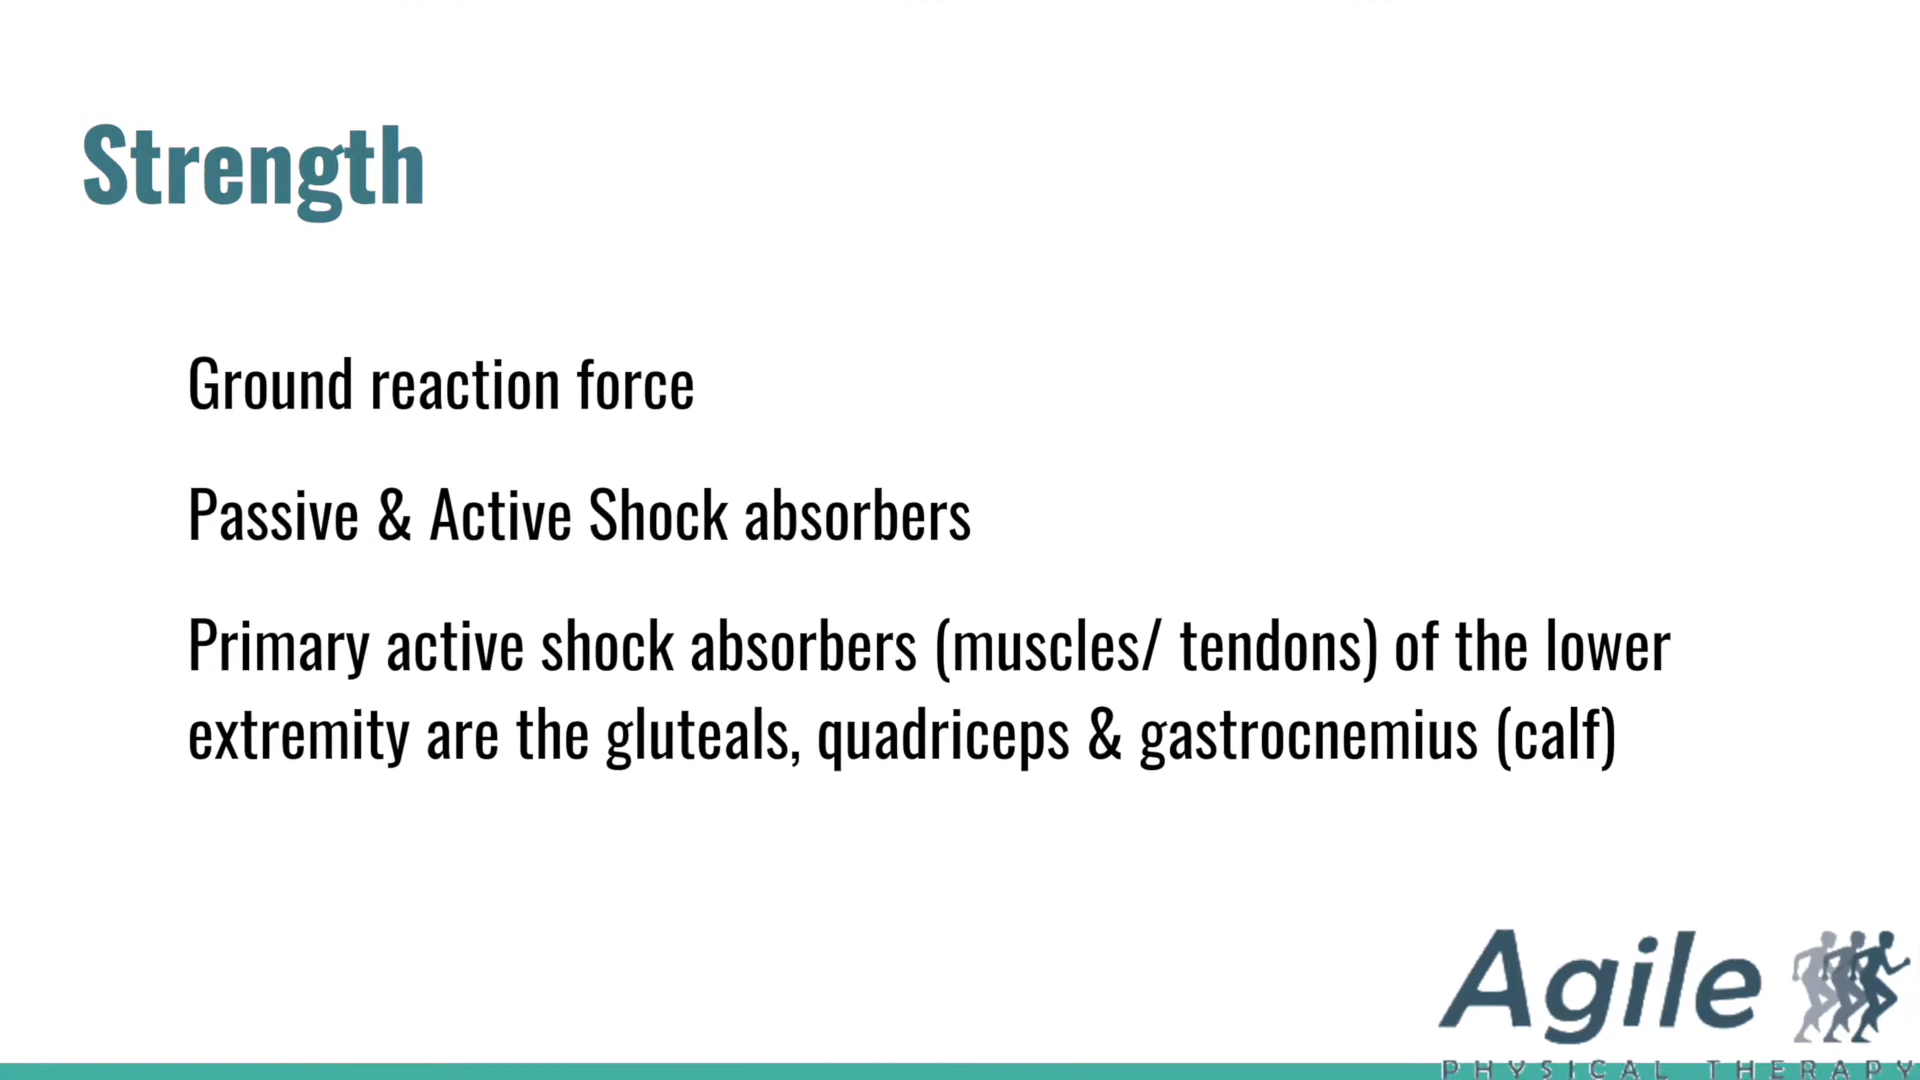 Strength
Ground reaction force
Passive & Active Shock absorbers
Primary active shock absorbers (muscles/ tendons) of the lower
extremity are the gluteals, quadriceps & gastrocnemius (calf)
Agile
PHYSICAL THERAPY